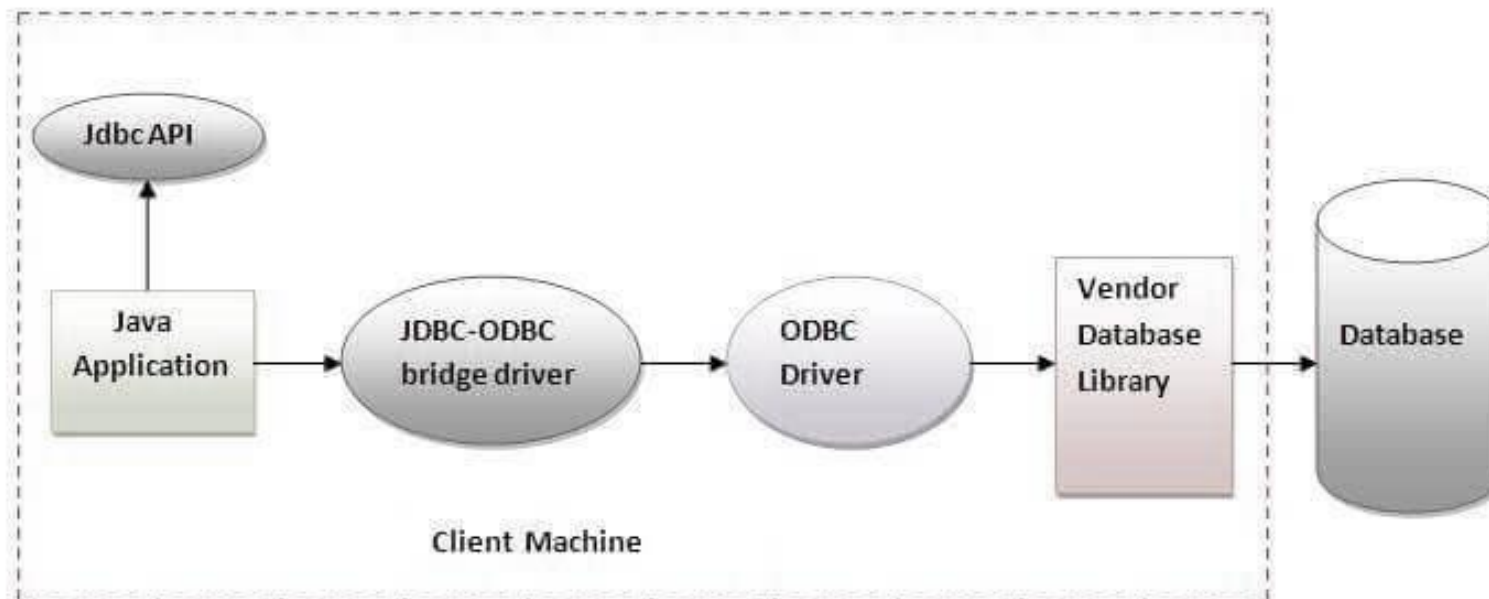 Jdbc API
Java
Application
JDBC-ODBC
bridge driver
ODBC
Driver
Vendor
Database
Library
Database
Client Machine